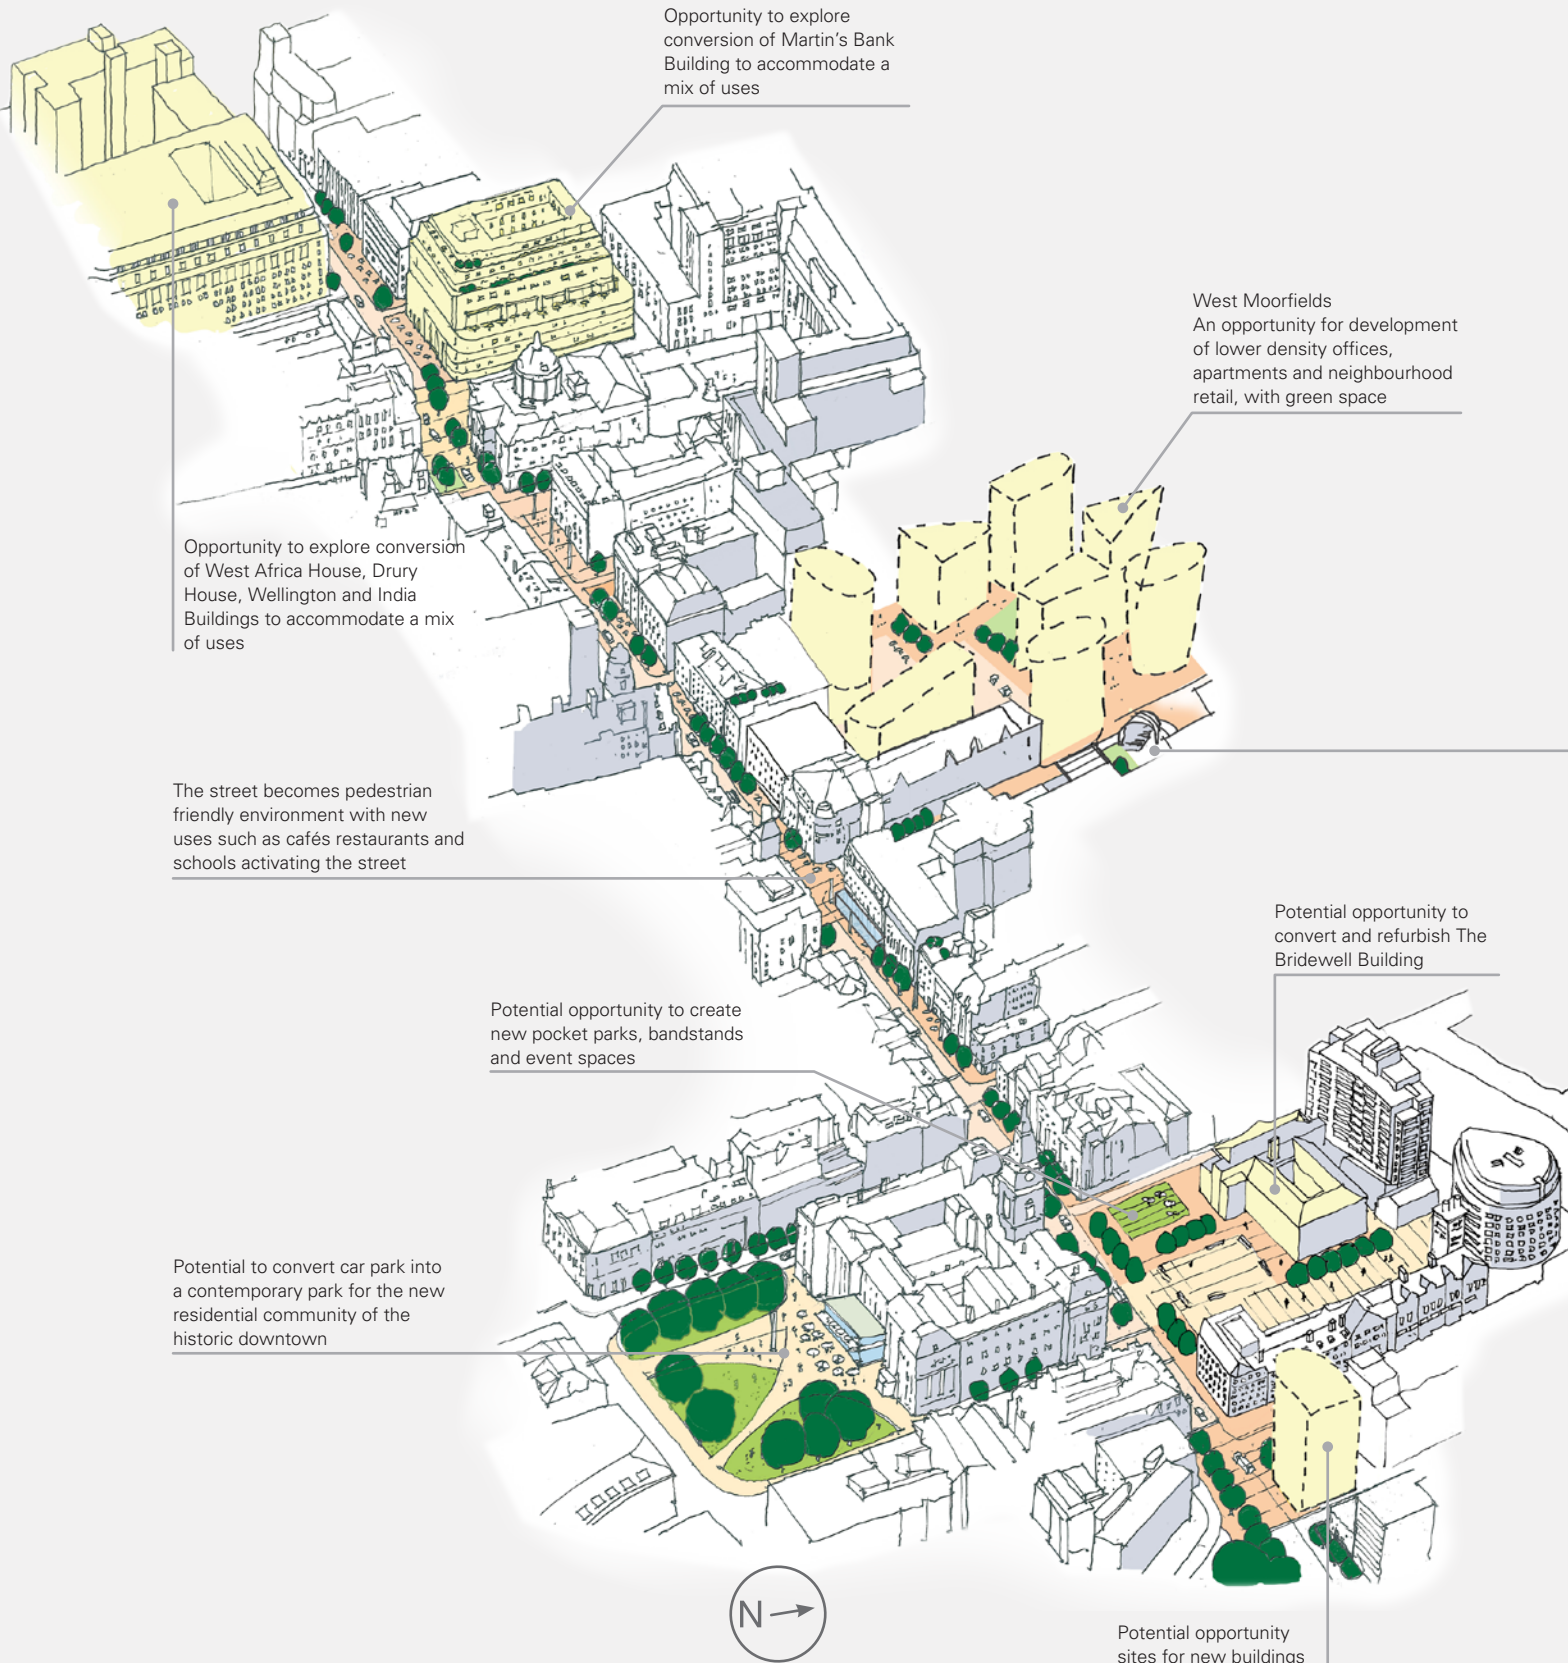 Opportunity to explore
conversion of Martin's Bank
Building to accommodate a
mix of uses
West Moorfields
An opportunity for development
of lower density offices,
apartments and neighbourhood
retail, with green space
Opportunity to explore conversion
of West Africa House, Drury
House, Wellington and India
Buildings to accommodate a mix
of uses
The street becomes pedestrian
friendly environment with new
uses such as cafés restaurants and
schools activating the street
Potential opportunity to
convert and refurbish The
Bridewell Building
Potential opportunity to create
new pocket parks, bandstands
and event spaces
Potential to convert car park into
a contemporary park for the new
residential community of the
historic downtown
N
Potential opportunity
sites for new buildings